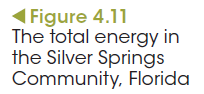 ◀ Figure 4.11
The total energy in
the Silver Springs
Community, Florida